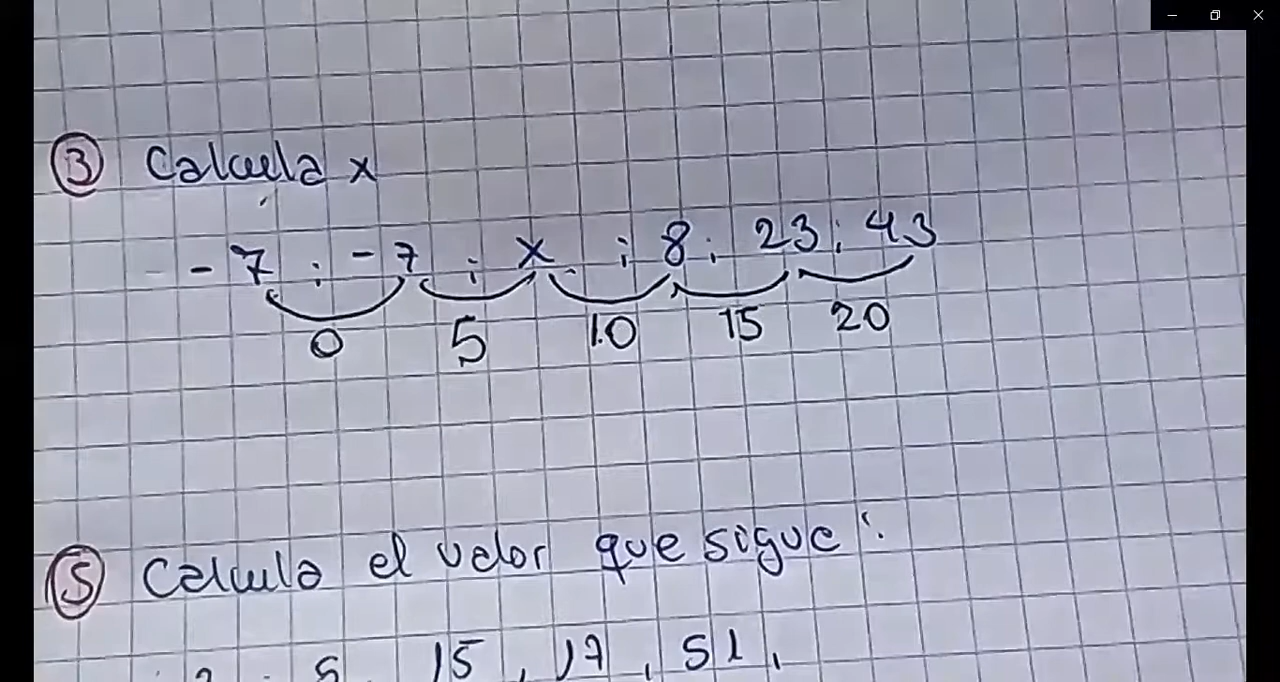 3 Calcula x
- 7 ; - 7 ; x ; 8 ; 23 ; 43
0 5 10 15 20
5 Calcula el valor que sigue :
15 , 17 , 51 ,